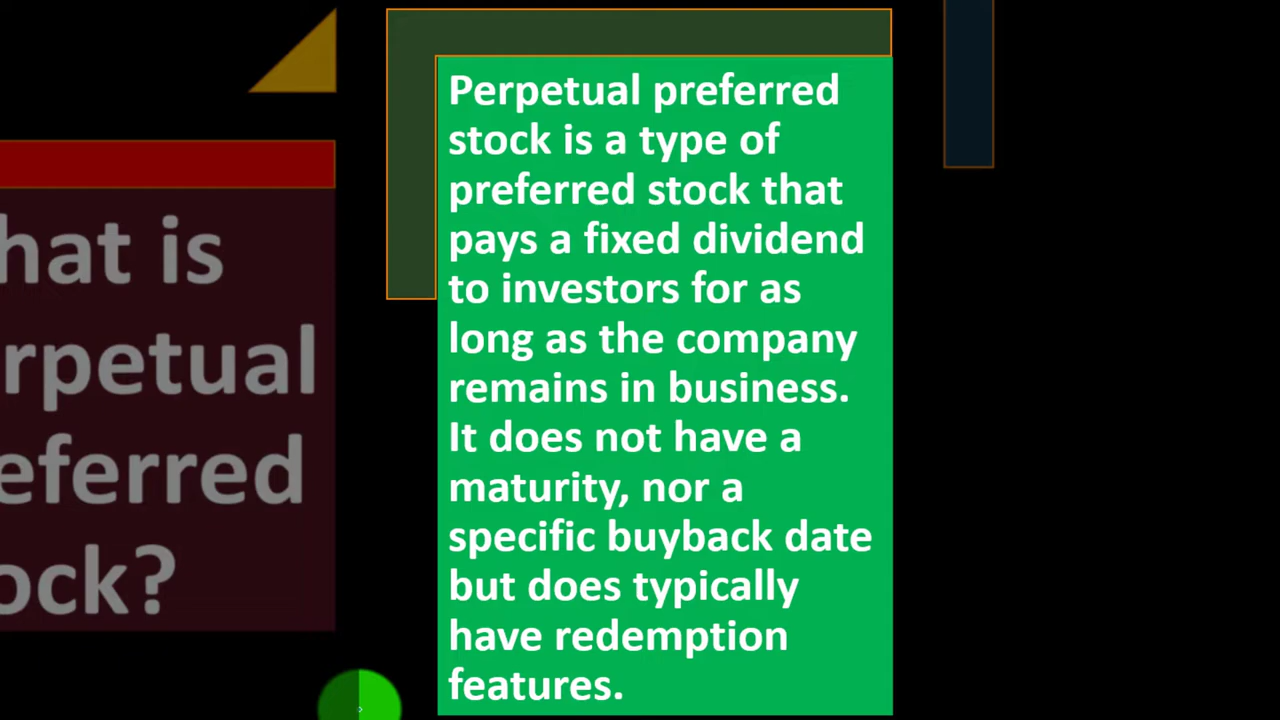 hat is
rpetual
eferred
ock?
Perpetual preferred
stock is a type of
preferred stock that
pays a fixed dividend
to investors for as
long as the company
remains in business.
It does not have a
maturity, nor a
specific buyback date
but does typically
have redemption
features.